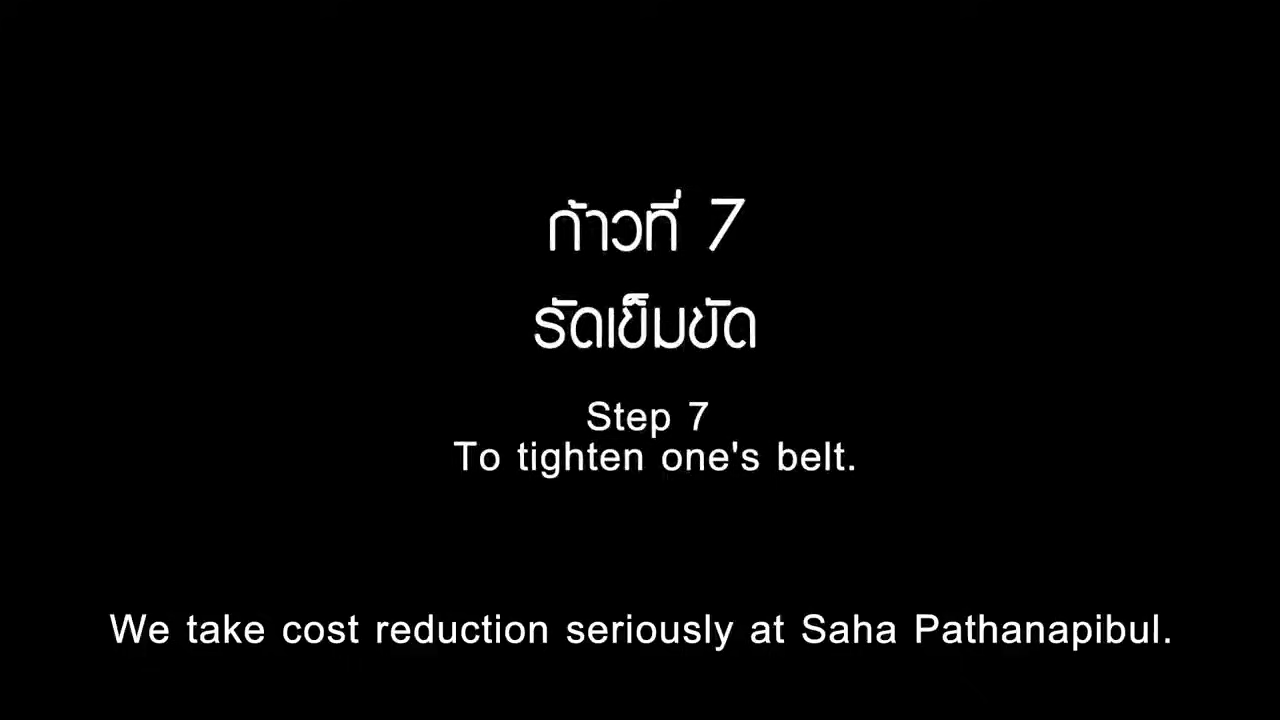 ก้าวที่ 7
รัดเข็มขัด
Step 7
To tighten one's belt.
We take cost reduction seriously at Saha Pathanapibul.